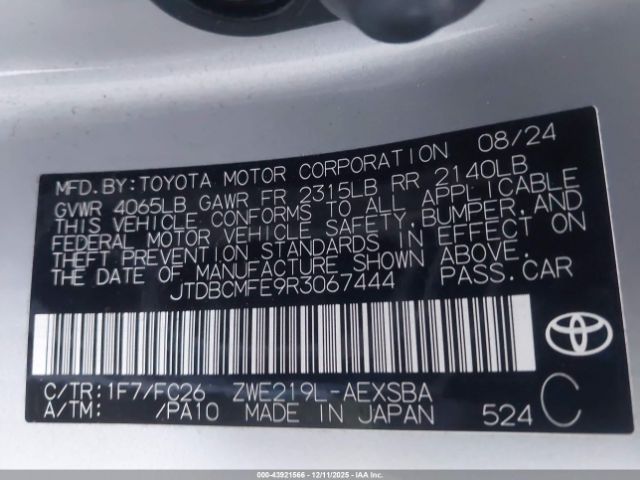 MFD.BY:TOYOTA MOTOR CORPORATION 08/24
GVWR 4065LB GAWR FR 2315LB RR 2140LB
THIS VEHICLE CONFORMS TO ALL APPLICABLE
FEDERAL MOTOR VEHICLE SAFETY,BUMPER,AND
THEFT PREVENTION STANDARDS IN EFFECT ON
THE DATE OF MANUFACTURE SHOWN ABOVE.
JTDBCMFE9R3067444 PASS.CAR
C/TR:1F7/FC26 ZWE219L-AEXSBA
A/TM: /PA10 MADE IN JAPAN 524 C
000-43921566 - 12/11/2025 - IAA Inc.